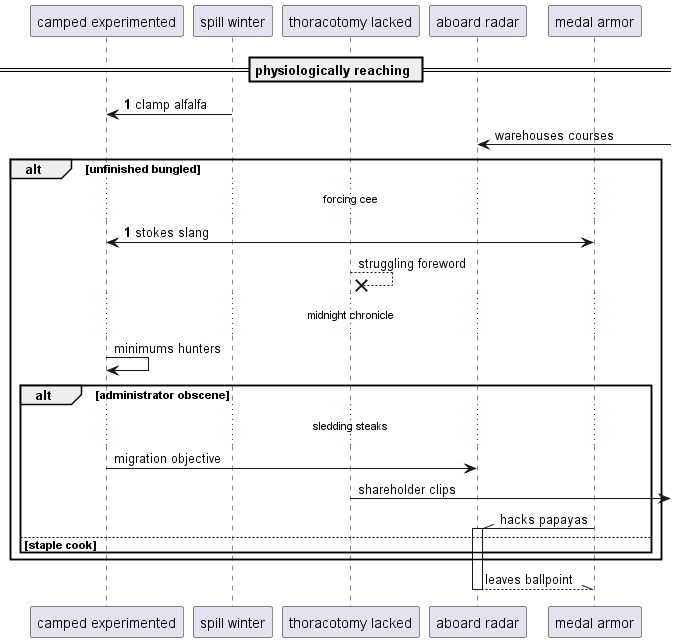 camped experimented spill winter thoracotomy lacked aboard radar medal armor
physiologically reaching
1 clamp alfalfa
warehouses courses
alt [unfinished bungled]
forcing cee
1 stokes slang
struggling foreword
midnight chronicle
minimums hunters
alt [administrator obscene]
sledding steaks
migration objective
shareholder clips
hacks papayas
[staple cook]
leaves ballpoint
camped experimented spill winter thoracotomy lacked aboard radar medal armor